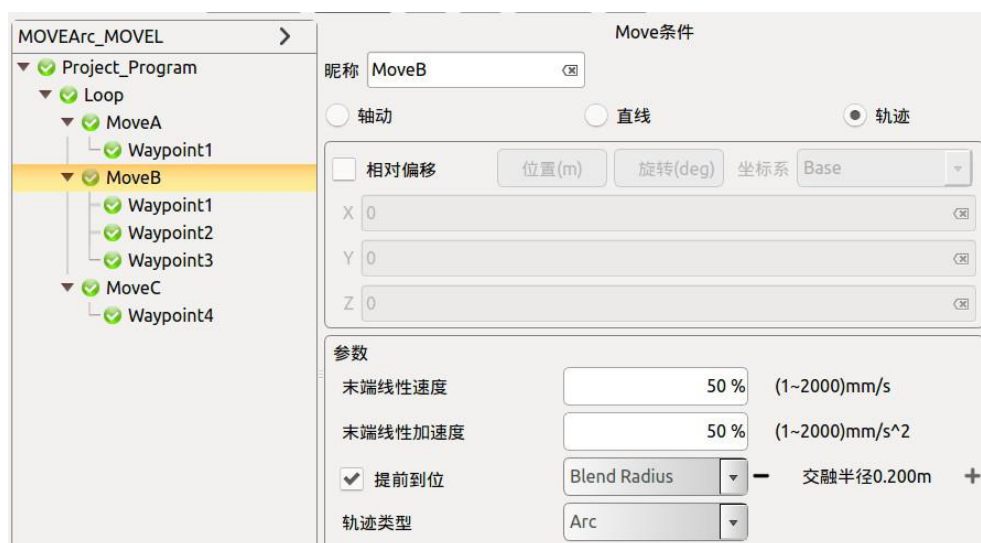 MOVEArc_MOVEL
Project_Program
Loop
MoveA
Waypoint1
MoveB
Waypoint1
Waypoint2
Waypoint3
MoveC
Waypoint4
Move条件
昵称 MoveB
轴动 直线 轨迹
相对偏移 位置(m) 旋转(deg) 坐标系 Base
X 0
Y 0
Z 0
参数
末端线性速度 50 % (1~2000)mm/s
末端线性加速度 50 % (1~2000)mm/s^2
提前到位 Blend Radius 交融半径0.200m
轨迹类型 Arc